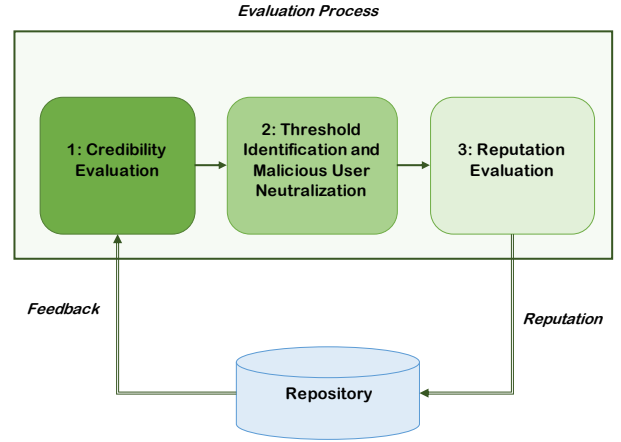 Evaluation Process
1: Credibility
Evaluation
2: Threshold
Identification and
Malicious User
Neutralization
3: Reputation
Evaluation
Feedback
Reputation
Repository